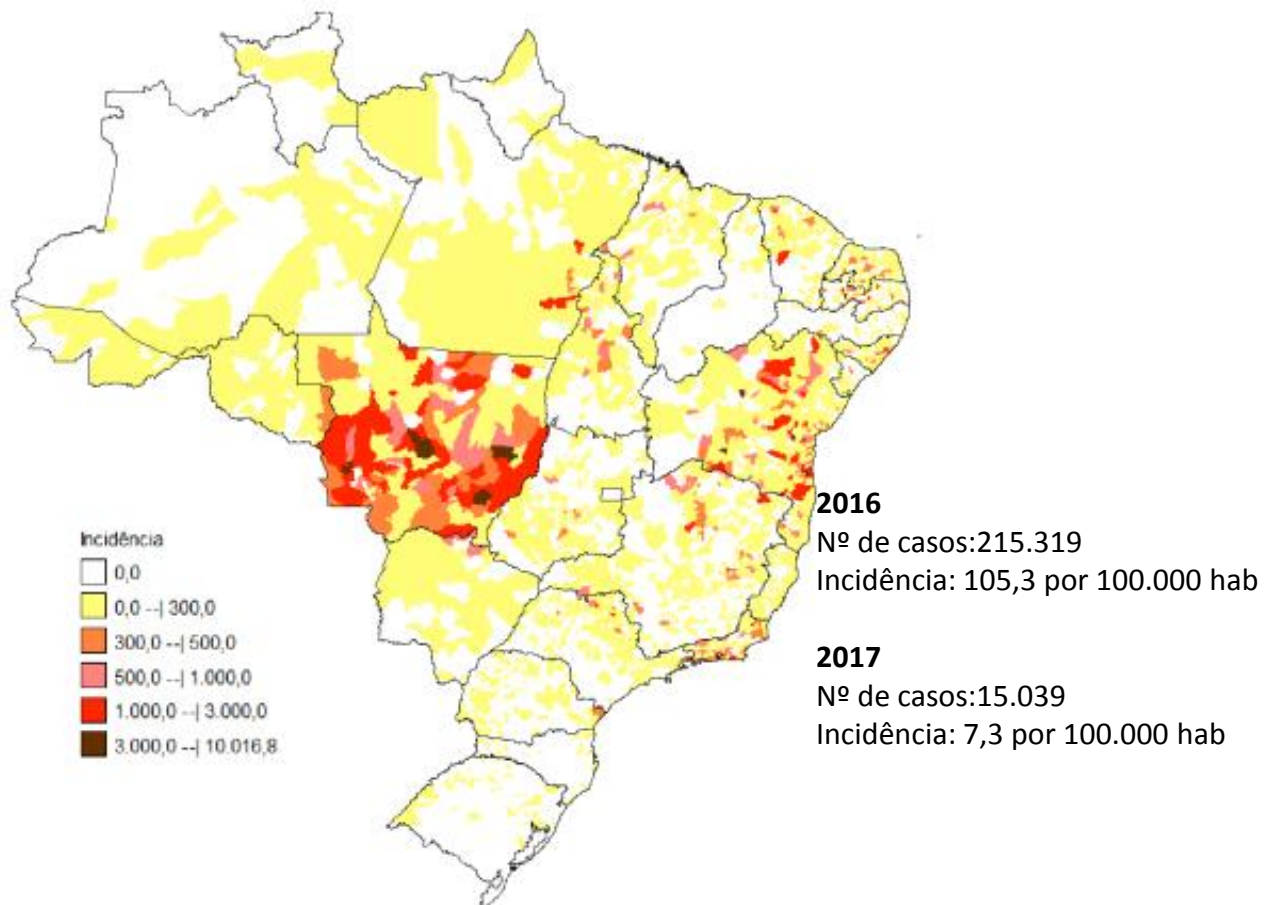 Incidência
0,0
0,0 --| 300,0
300,0 --| 500,0
500,0 --| 1.000,0
1.000,0 --| 3.000,0
3.000,0 --| 10.016,8
2016
Nº de casos:215.319
Incidência: 105,3 por 100.000 hab
2017
Nº de casos:15.039
Incidência: 7,3 por 100.000 hab